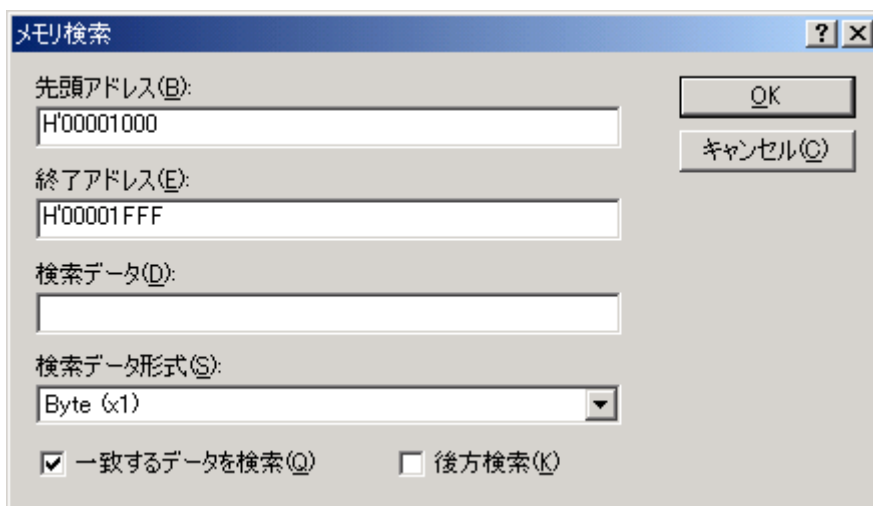 メモリ検索
先頭アドレス(B):
H'00001000
終了アドレス(E):
H'00001FFF
検索データ(D):
検索データ形式(S):
Byte (x1)
一致するデータを検索(Q) 後方検索(K)
OK
キャンセル(C)